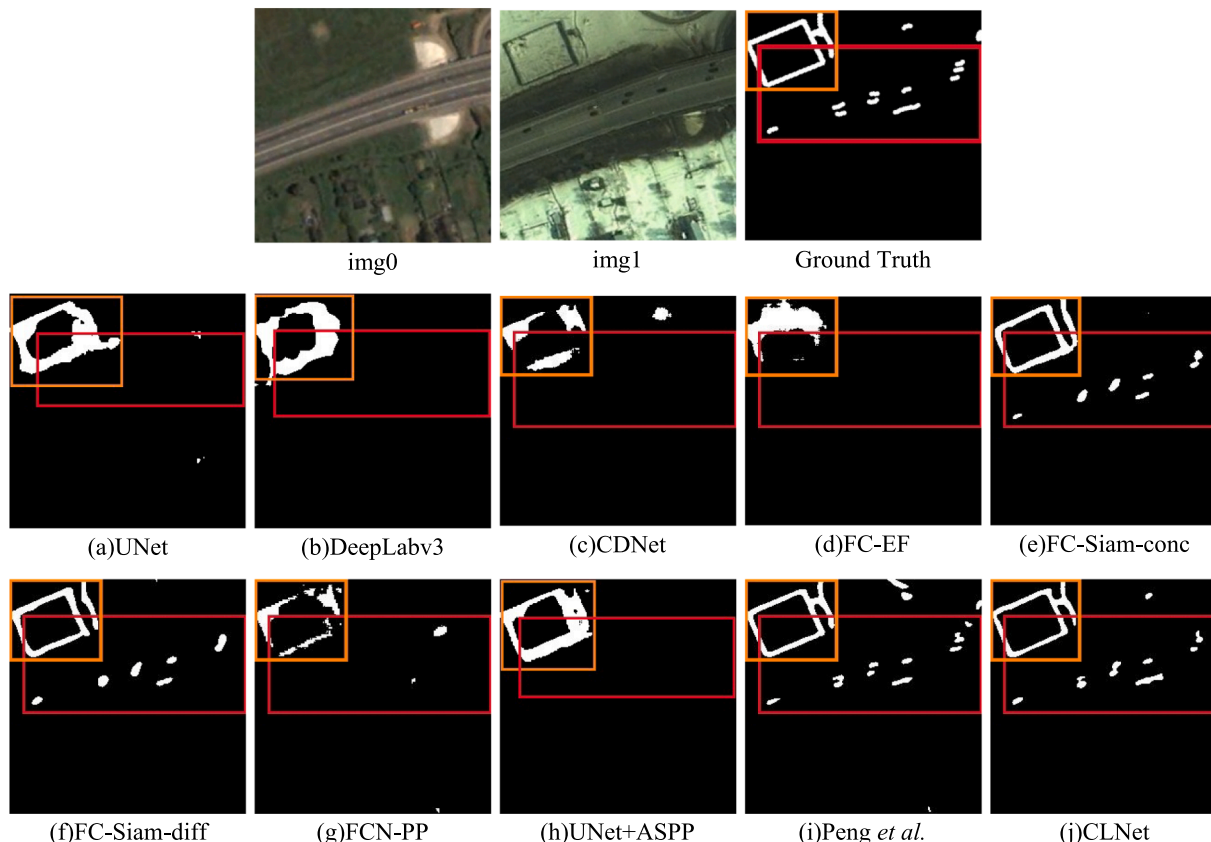 img0
img1
Ground Truth
(a)UNet
(b)DeepLabv3
(c)CDNet
(d)FC-EF
(e)FC-Siam-conc
(f)FC-Siam-diff
(g)FCN-PP
(h)UNet+ASPP
(i)Peng et al.
(j)CLNet